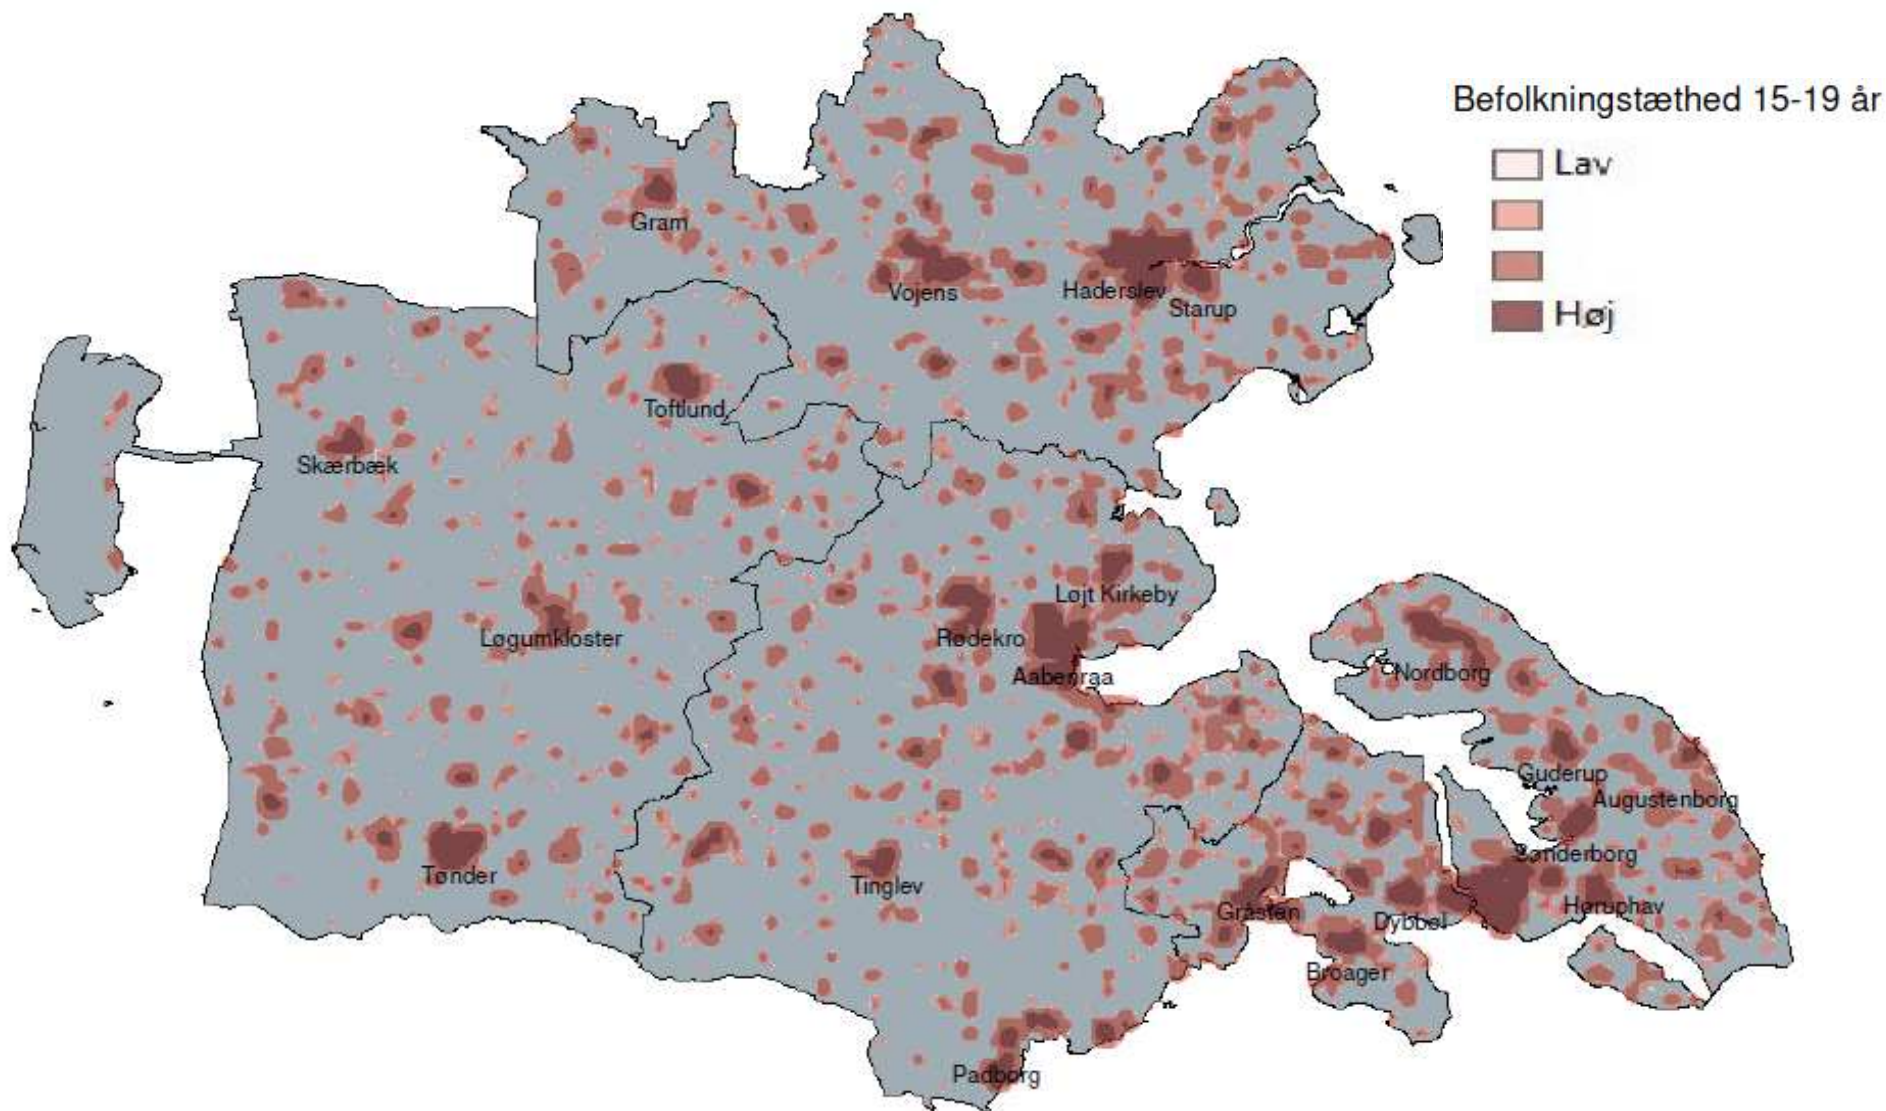 Befolkningstæthed 15-19 år
Lav
Høj
Gram
Vojens
Haderslev
Starup
Toftlund
Skærbæk
Løjt Kirkeby
Løgumkloster
Rødekro
Aabenraa
Nordborg
Guderup
Augustenborg
Sønderborg
Tønder
Tinglev
Gråsten
Dybbøl
Høruphav
Broager
Padborg